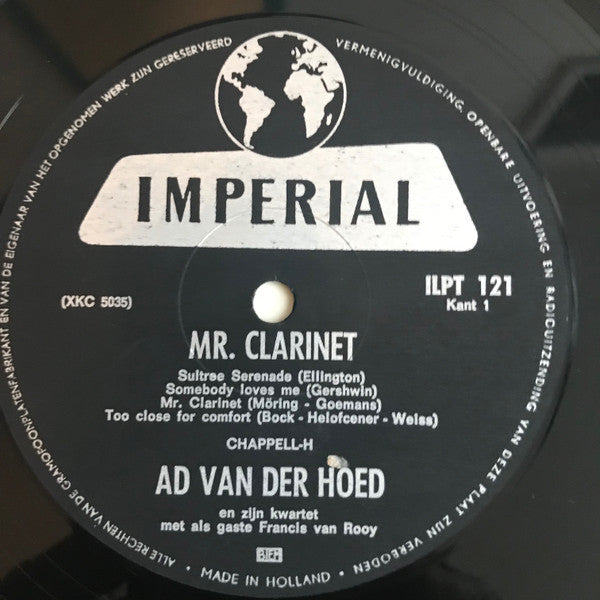 ALLE RECHTEN VAN DE GRAMOFOONPLATENFABRIKANT EN VAN DE EIGENAAR VAN HET OPGENOMEN WERK ZIJN GERESERVEERD
VERMENIGVULDIGING, OPENBARE UITVOERING EN RADIOUITZENDING VAN DEZE PLAAT ZIJN VERBODEN
IMPERIAL
(XKC 5035)
ILPT 121
Kant 1
MR. CLARINET
Sultree Serenade (Ellington)
Somebody loves me (Gershwin)
Mr. Clarinet (Möring - Goemans)
Too close for comfort (Bock - Helofcener - Weiss)
CHAPPELL-H
AD VAN DER HOED
en zijn kwartet
met als gaste Francis van Rooy
BIEM
• MADE IN HOLLAND •